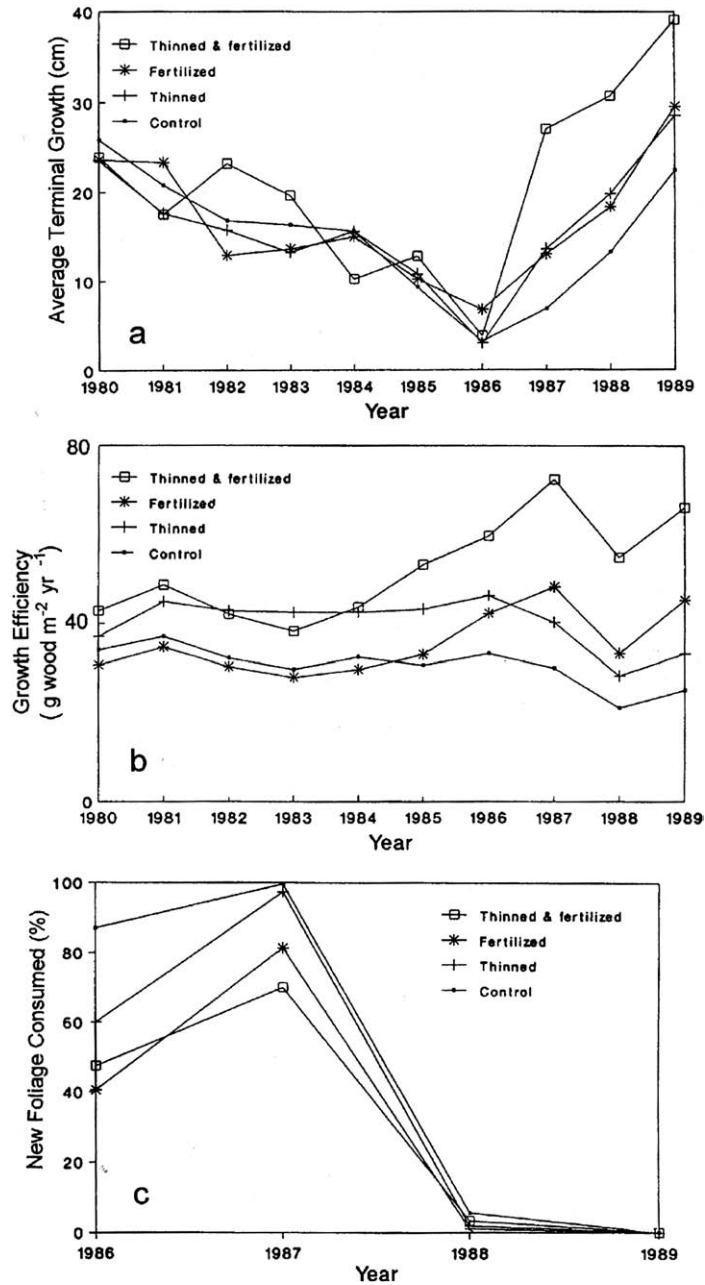 40
30
20
10
0
Average Terminal Growth (cm)
Thinned & fertilized
Fertilized
Thinned
Control
a
1980 1981 1982 1983 1984 1985 1986 1987 1988 1989
Year
80
40
0
Growth Efficiency
( g wood m⁻² yr ⁻¹)
Thinned & fertilized
Fertilized
Thinned
Control
b
1980 1981 1982 1983 1984 1985 1986 1987 1988 1989
Year
100
80
60
40
20
0
New Foliage Consumed (%)
Thinned & fertilized
Fertilized
Thinned
Control
c
1986 1987 1988 1989
Year